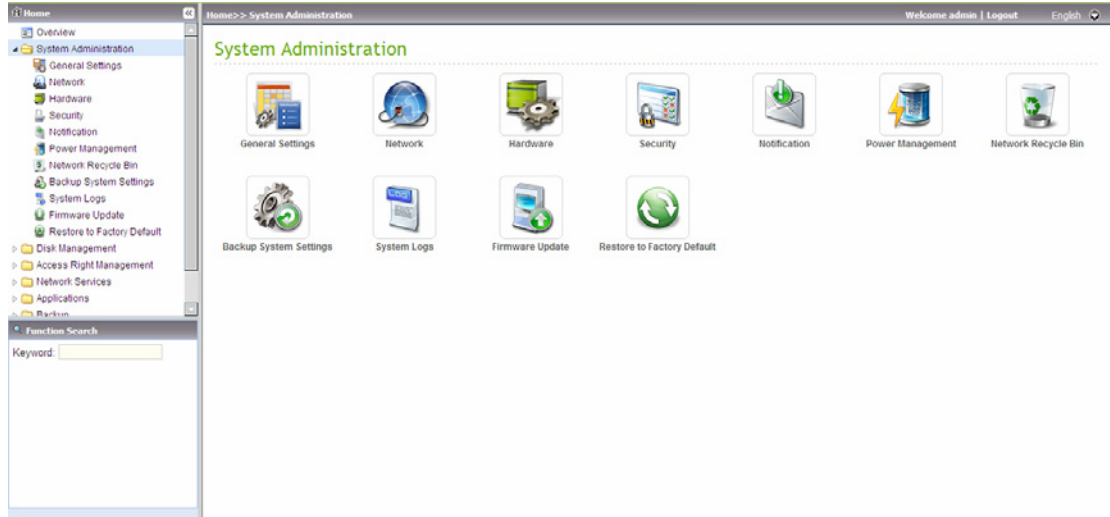 Home
Home>> System Administration
Welcome admin | Logout
English
Overview
System Administration
General Settings
Network
Hardware
Security
Notification
Power Management
Network Recycle Bin
Backup System Settings
System Logs
Firmware Update
Restore to Factory Default
Disk Management
Access Right Management
Network Services
Applications
Backup
Function Search
Keyword:
System Administration
General Settings
Network
Hardware
Security
Notification
Power Management
Network Recycle Bin
Backup System Settings
System Logs
Firmware Update
Restore to Factory Default